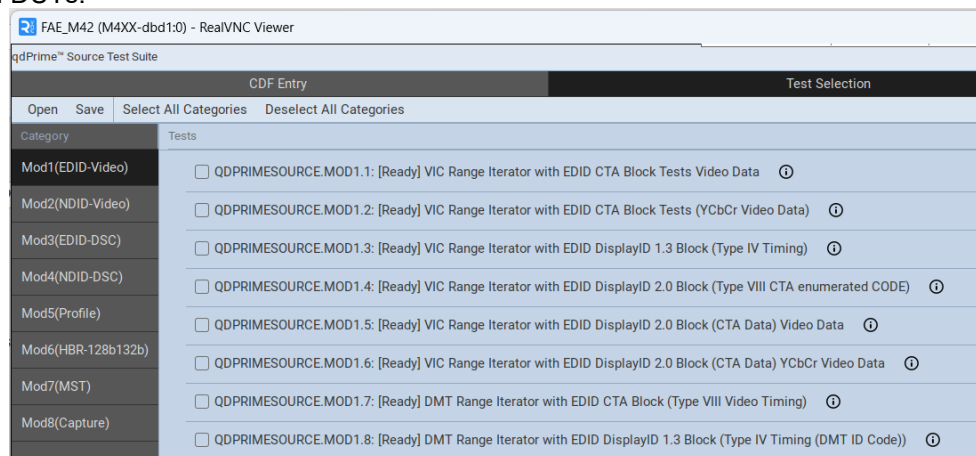 FAE_M42 (M4XX-dbd1:0) - RealVNC Viewer
qdPrime™ Source Test Suite
CDF Entry Test Selection
Open Save Select All Categories Deselect All Categories
Category Tests
Mod1(EDID-Video)
QDPRIMESOURCE.MOD1.1: [Ready] VIC Range Iterator with EDID CTA Block Tests Video Data
Mod2(NDID-Video)
QDPRIMESOURCE.MOD1.2: [Ready] VIC Range Iterator with EDID CTA Block Tests (YCbCr Video Data)
Mod3(EDID-DSC)
QDPRIMESOURCE.MOD1.3: [Ready] VIC Range Iterator with EDID DisplayID 1.3 Block (Type IV Timing)
Mod4(NDID-DSC)
QDPRIMESOURCE.MOD1.4: [Ready] VIC Range Iterator with EDID DisplayID 2.0 Block (Type VIII CTA enumerated CODE)
Mod5(Profile)
QDPRIMESOURCE.MOD1.5: [Ready] VIC Range Iterator with EDID DisplayID 2.0 Block (CTA Data) Video Data
Mod6(HBR-128b132b)
QDPRIMESOURCE.MOD1.6: [Ready] VIC Range Iterator with EDID DisplayID 2.0 Block (CTA Data) YCbCr Video Data
Mod7(MST)
QDPRIMESOURCE.MOD1.7: [Ready] DMT Range Iterator with EDID CTA Block (Type VIII Video Timing)
Mod8(Capture)
QDPRIMESOURCE.MOD1.8: [Ready] DMT Range Iterator with EDID DisplayID 1.3 Block (Type IV Timing (DMT ID Code))